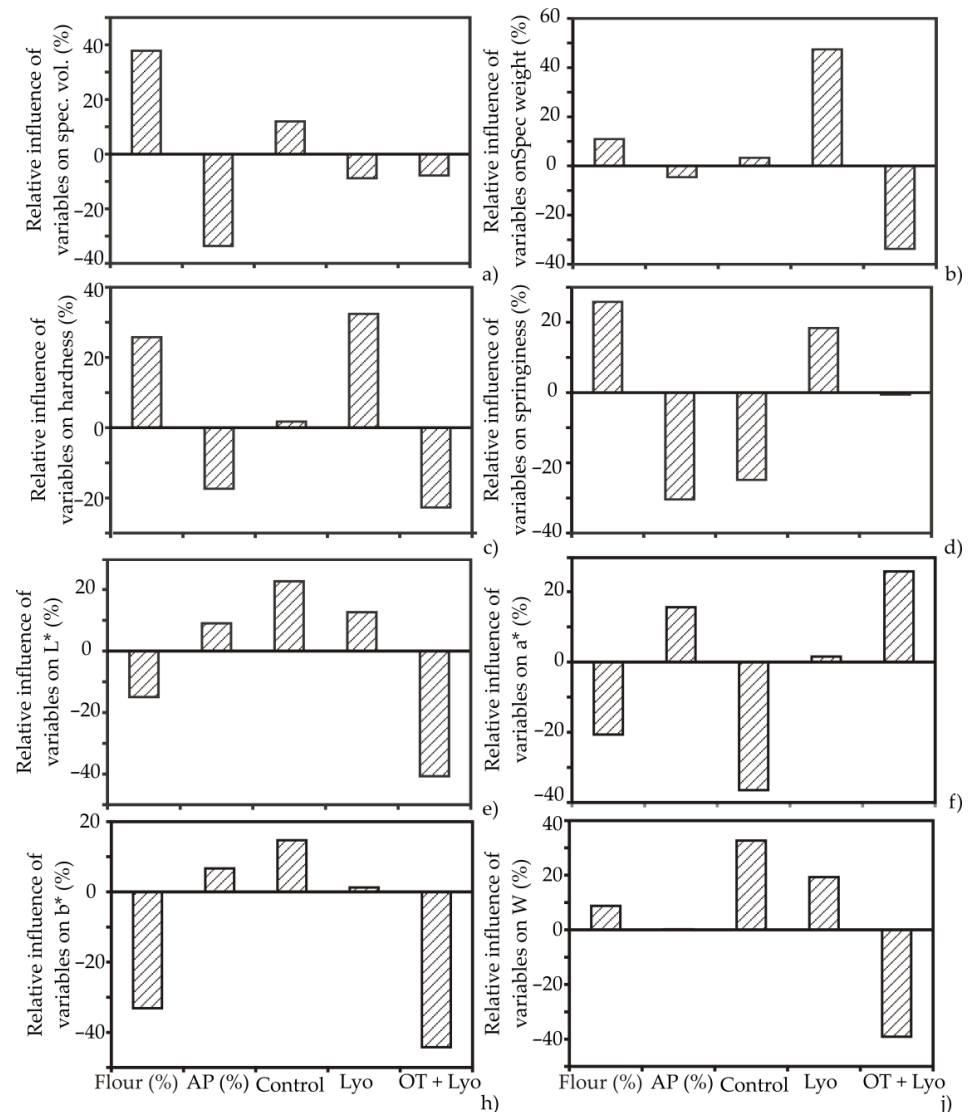 Relative influence of
variables on spec. vol. (%)
40
20
0
−20
−40
a)
Relative influence of
variables onSpec weight (%)
60
40
20
0
−20
−40
b)
Relative influence of
variables on hardness (%)
40
20
0
−20
c)
Relative influence of
variables on springiness (%)
20
0
−20
−40
d)
Relative influence of
variables on L* (%)
20
0
−20
−40
e)
Relative influence of
variables on a* (%)
20
0
−20
−40
f)
Relative influence of
variables on b* (%)
20
0
−20
−40
Flour (%) AP (%) Control Lyo OT + Lyo
h)
Relative influence of
variables on W (%)
40
20
0
−20
−40
Flour (%) AP (%) Control Lyo OT + Lyo
j)